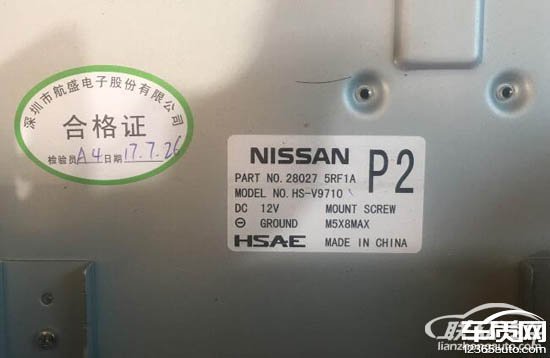 深圳市航盛电子股份有限公司
合格证
检验员A4日期17.7.26
NISSAN
P2
PART NO. 28027 5RF1A
MODEL NO. HS-V9710
DC 12V MOUNT SCREW
⊖ GROUND M5X8MAX
HSAE MADE IN CHINA
车质网
12365auto.com